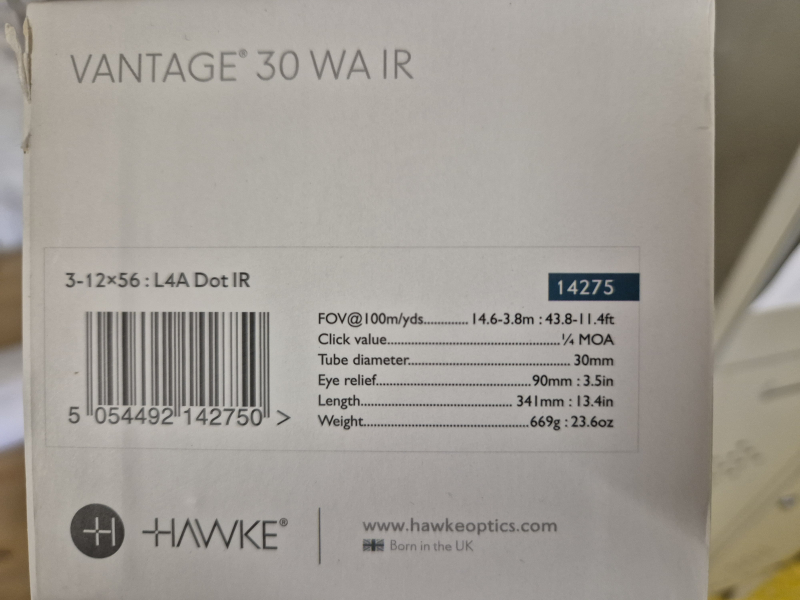 VANTAGE® 30 WA IR
3-12×56 : L4A Dot IR
14275
FOV@100m/yds............ 14.6-3.8m : 43.8-11.4ft
Click value.................................................¼ MOA
Tube diameter.............................................. 30mm
Eye relief............................................90mm : 3.5in
Length........................................... 341mm : 13.4in
Weight...............................................669g : 23.6oz
5 054492 142750 >
HAWKE®
www.hawkeoptics.com
Born in the UK